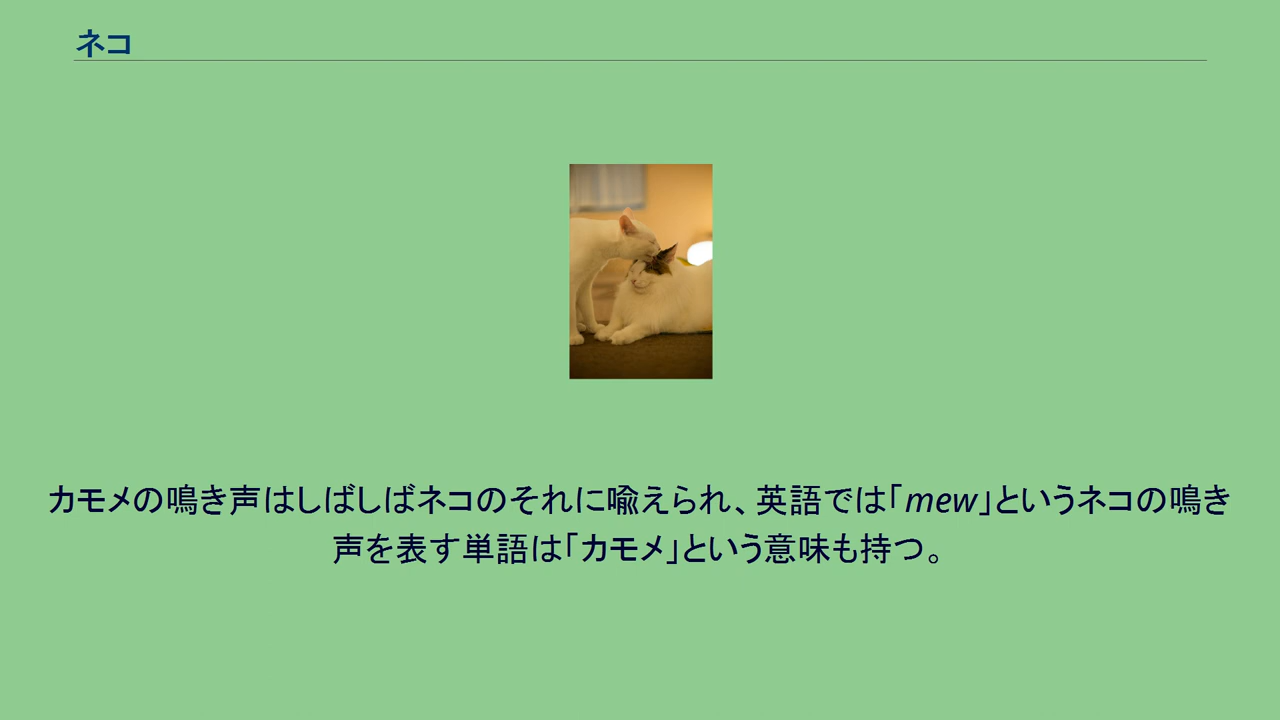 ネコ
カモメの鳴き声はしばしばネコのそれに喩えられ、英語では「mew」というネコの鳴き
声を表す単語は「カモメ」という意味も持つ。